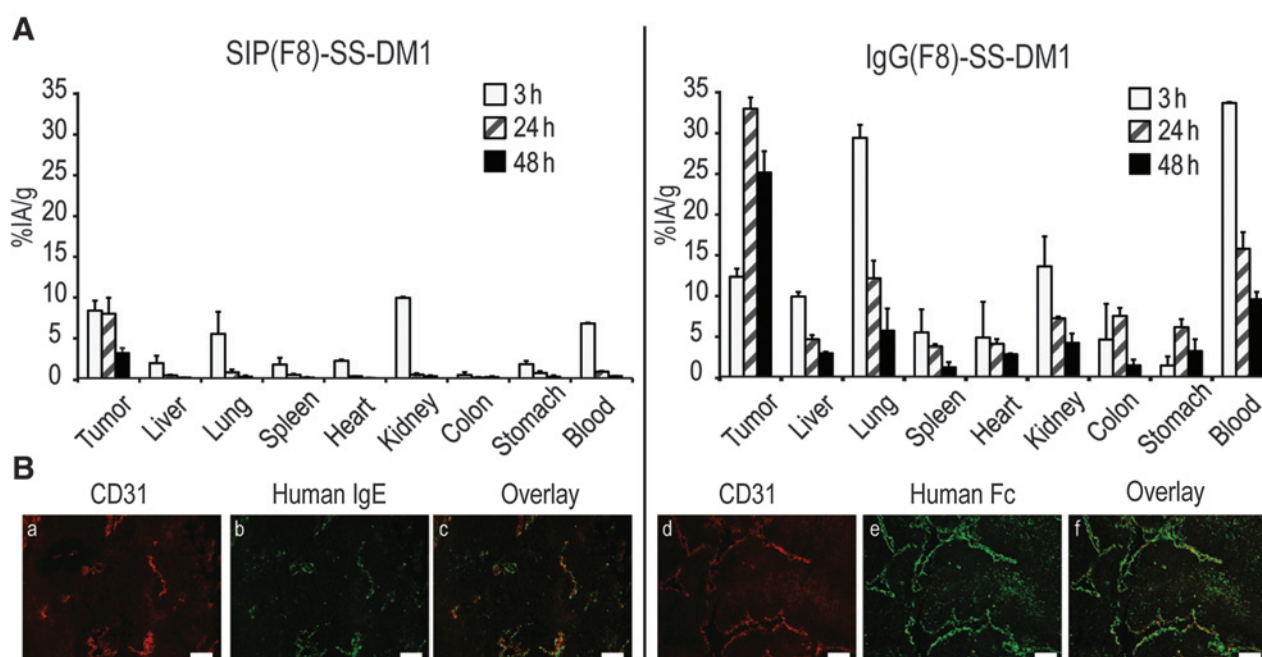 A
SIP(F8)-SS-DM1
IgG(F8)-SS-DM1
3 h
24 h
48 h
3 h
24 h
48 h
%IA/g
35
30
25
20
15
10
5
0
%IA/g
35
30
25
20
15
10
5
0
Tumor Liver Lung Spleen Heart Kidney Colon Stomach Blood
Tumor Liver Lung Spleen Heart Kidney Colon Stomach Blood
B
CD31 Human IgE Overlay
CD31 Human Fc Overlay
a b c
d e f